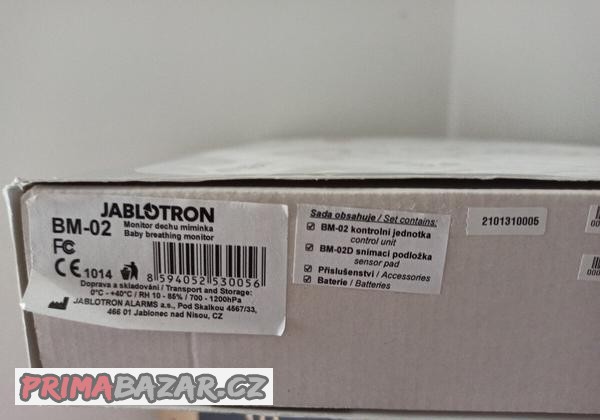 JABLOTRON
BM-02
Monitor dechu miminka
Baby breathing monitor
FC
CE 1014
8 594052 530056
Doprava a skladování / Transport and Storage:
0°C - +40°C / RH 10 - 85% / 700 - 1200hPa
JABLOTRON ALARMS a.s., Pod Skalkou 4567/33,
466 01 Jablonec nad Nisou, CZ
Sada obsahuje / Set contains:
BM-02 kontrolní jednotka
control unit
BM-02D snímací podložka
sensor pad
Příslušenství / Accessories
Baterie / Batteries
2101310005
PRIMABAZAR.CZ